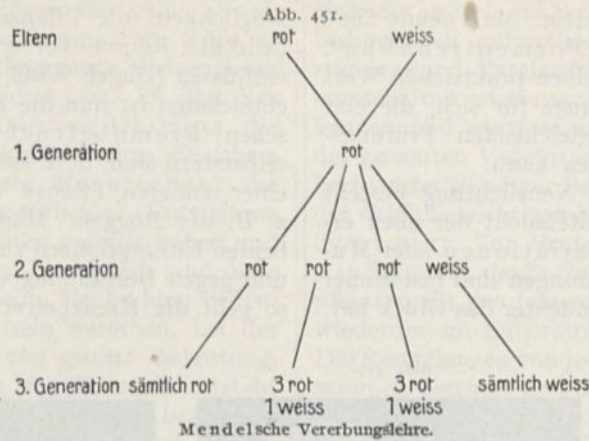 Abb. 451.
Eltern rot weiss
1. Generation rot
2. Generation rot rot rot weiss
3. Generation sämtlich rot 3 rot 3 rot sämtlich weiss
1 weiss 1 weiss
Mendelsche Vererbungslehre.